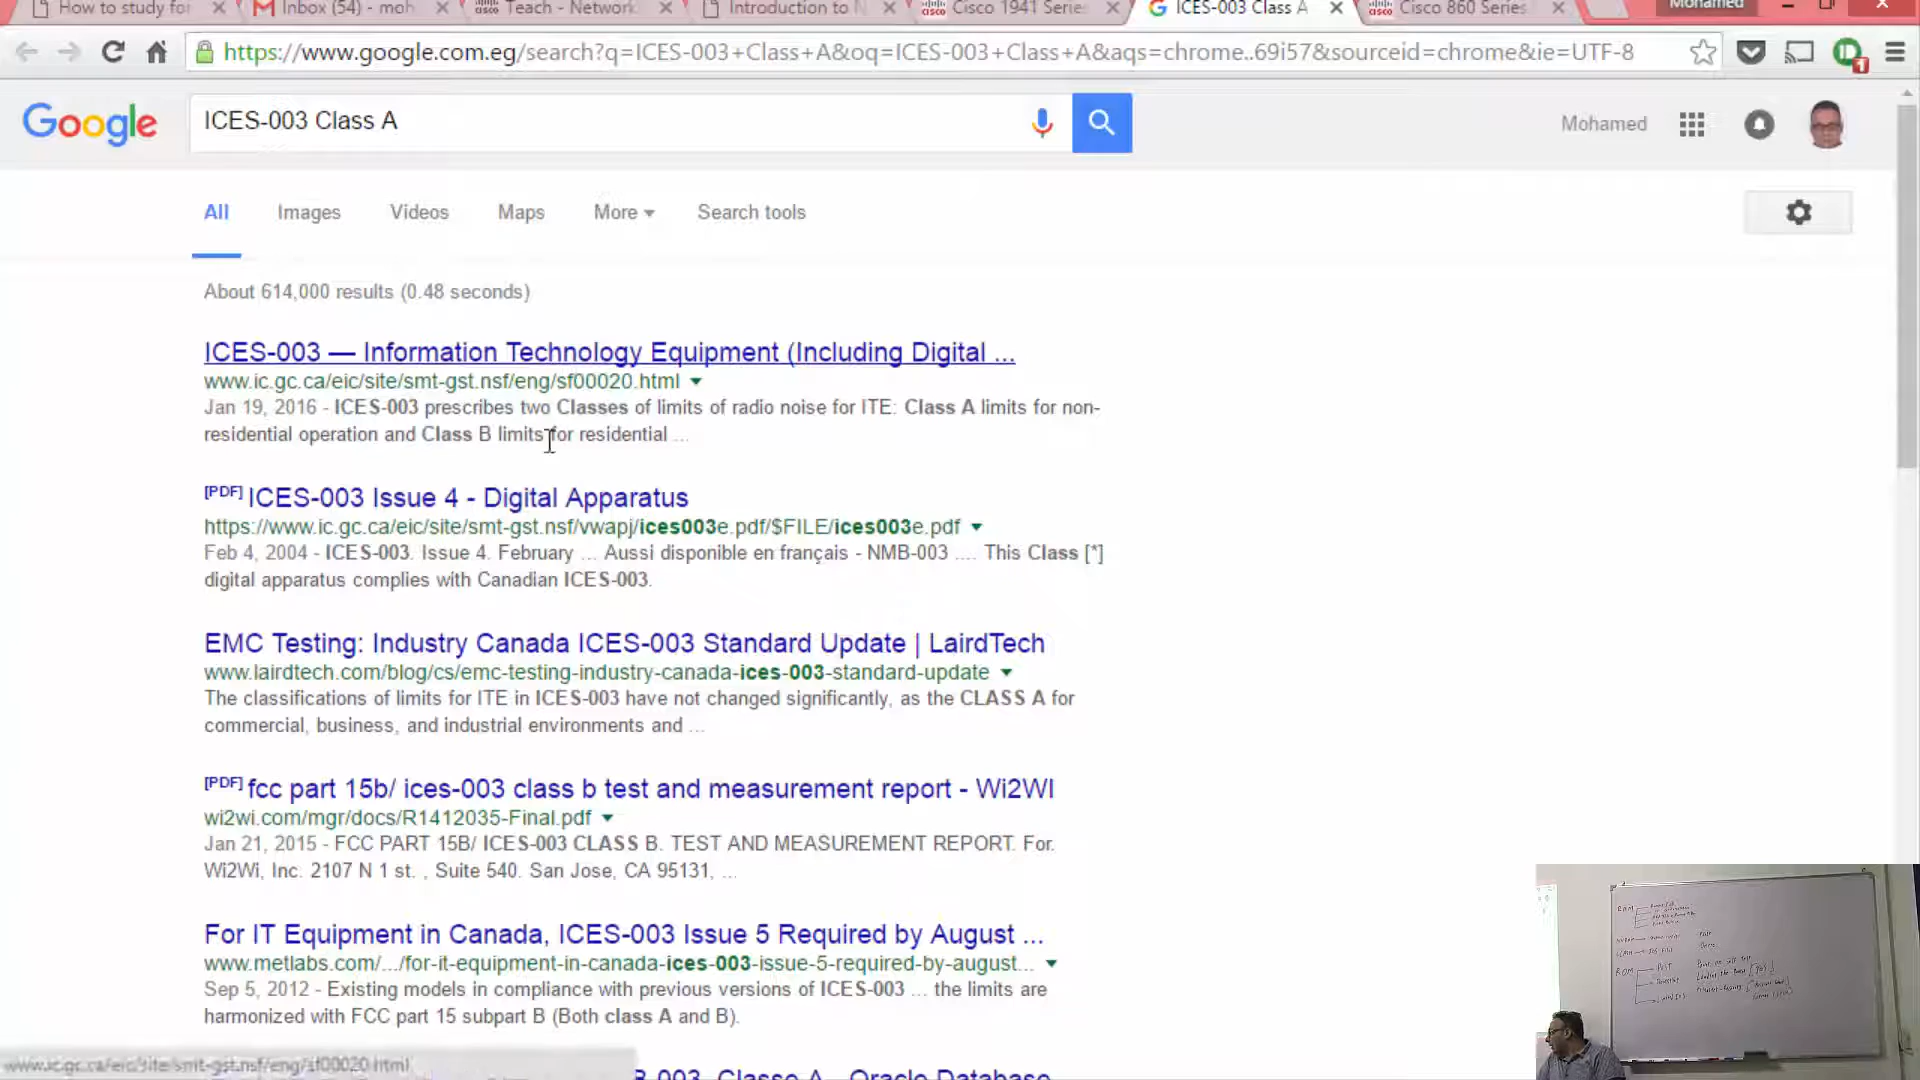 How to study for
Inbox (54) - moh
Teach - Network
Introduction to N
Cisco 1941 Series
ICES-003 Class A
Cisco 860 Series
Mohamed
https://www.google.com.eg/search?q=ICES-003+Class+A&oq=ICES-003+Class+A&aqs=chrome..69i57&sourceid=chrome&ie=UTF-8
1
Google
ICES-003 Class A
Mohamed
All
Images
Videos
Maps
More
Search tools
About 614,000 results (0.48 seconds)
ICES-003 — Information Technology Equipment (Including Digital ...
www.ic.gc.ca/eic/site/smt-gst.nsf/eng/sf00020.html
Jan 19, 2016 - ICES-003 prescribes two Classes of limits of radio noise for ITE: Class A limits for non-
residential operation and Class B limits for residential ...
[PDF] ICES-003 Issue 4 - Digital Apparatus
https://www.ic.gc.ca/eic/site/smt-gst.nsf/vwapj/ices003e.pdf/$FILE/ices003e.pdf
Feb 4, 2004 - ICES-003. Issue 4. February ... Aussi disponible en français - NMB-003 .... This Class [*]
digital apparatus complies with Canadian ICES-003.
EMC Testing: Industry Canada ICES-003 Standard Update | LairdTech
www.lairdtech.com/blog/cs/emc-testing-industry-canada-ices-003-standard-update
The classifications of limits for ITE in ICES-003 have not changed significantly, as the CLASS A for
commercial, business, and industrial environments and ...
[PDF] fcc part 15b/ ices-003 class b test and measurement report - Wi2WI
wi2wi.com/mgr/docs/R1412035-Final.pdf
Jan 21, 2015 - FCC PART 15B/ ICES-003 CLASS B. TEST AND MEASUREMENT REPORT. For.
Wi2Wi, Inc. 2107 N 1 st. , Suite 540. San Jose, CA 95131, ...
For IT Equipment in Canada, ICES-003 Issue 5 Required by August ...
www.metlabs.com/.../for-it-equipment-in-canada-ices-003-issue-5-required-by-august...
Sep 5, 2012 - Existing models in compliance with previous versions of ICES-003 ... the limits are
harmonized with FCC part 15 subpart B (Both class A and B).
www.ic.gc.ca/eic/site/smt-gst.nsf/eng/sf00020.html
B-003, Classe A - Oracle Database
ROM
POST